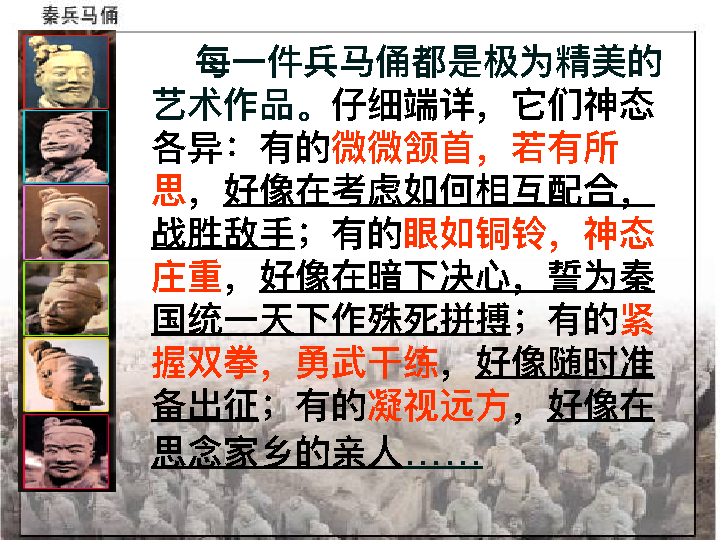 秦兵马俑
每一件兵马俑都是极为精美的
艺术作品。仔细端详，它们神态
各异：有的微微颔首，若有所
思，好像在考虑如何相互配合，
战胜敌手；有的眼如铜铃，神态
庄重，好像在暗下决心，誓为秦
国统一天下作殊死拼搏；有的紧
握双拳，勇武干练，好像随时准
备出征；有的凝视远方，好像在
思念家乡的亲人……